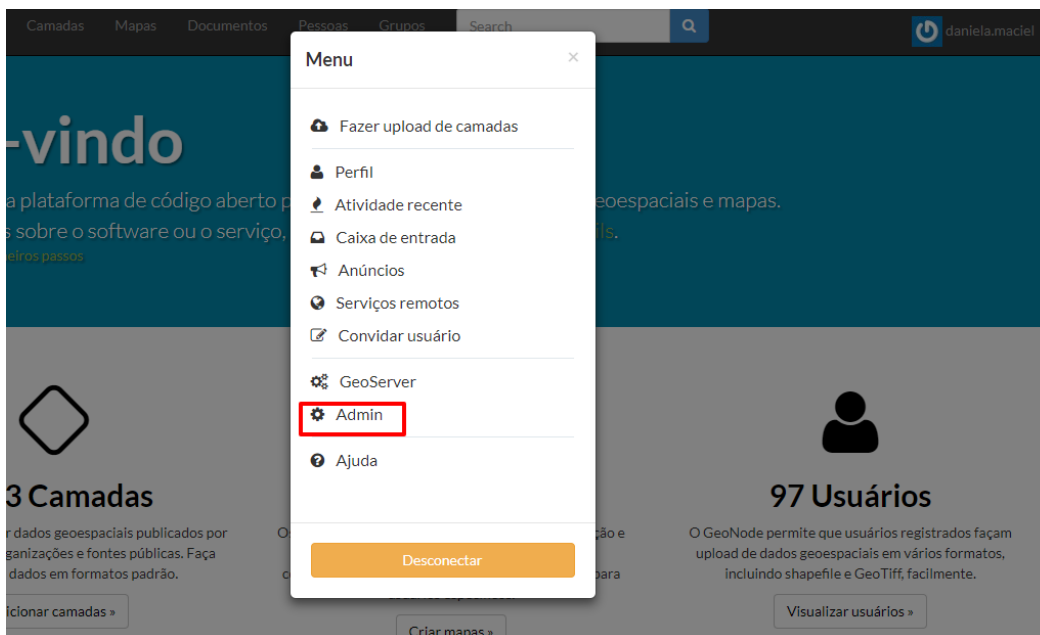 Camadas Mapas Documentos Pessoas Grupos Search daniela.maciel
Menu ×
Fazer upload de camadas
-vindo
Perfil
a plataforma de código aberto p eoespaciais e mapas.
Atividade recente
s sobre o software ou o serviço, ils.
Caixa de entrada
eiros passos
Anúncios
Serviços remotos
Convidar usuário
GeoServer
Admin
Ajuda
3 Camadas 97 Usuários
r dados geoespaciais publicados por O ção e O GeoNode permite que usuários registrados façam
ganizações e fontes públicas. Faça upload de dados geoespaciais em vários formatos,
dados em formatos padrão. c para incluindo shapefile e GeoTiff, facilmente.
Desconectar
icionar camadas » Visualizar usuários »
Criar mapas »